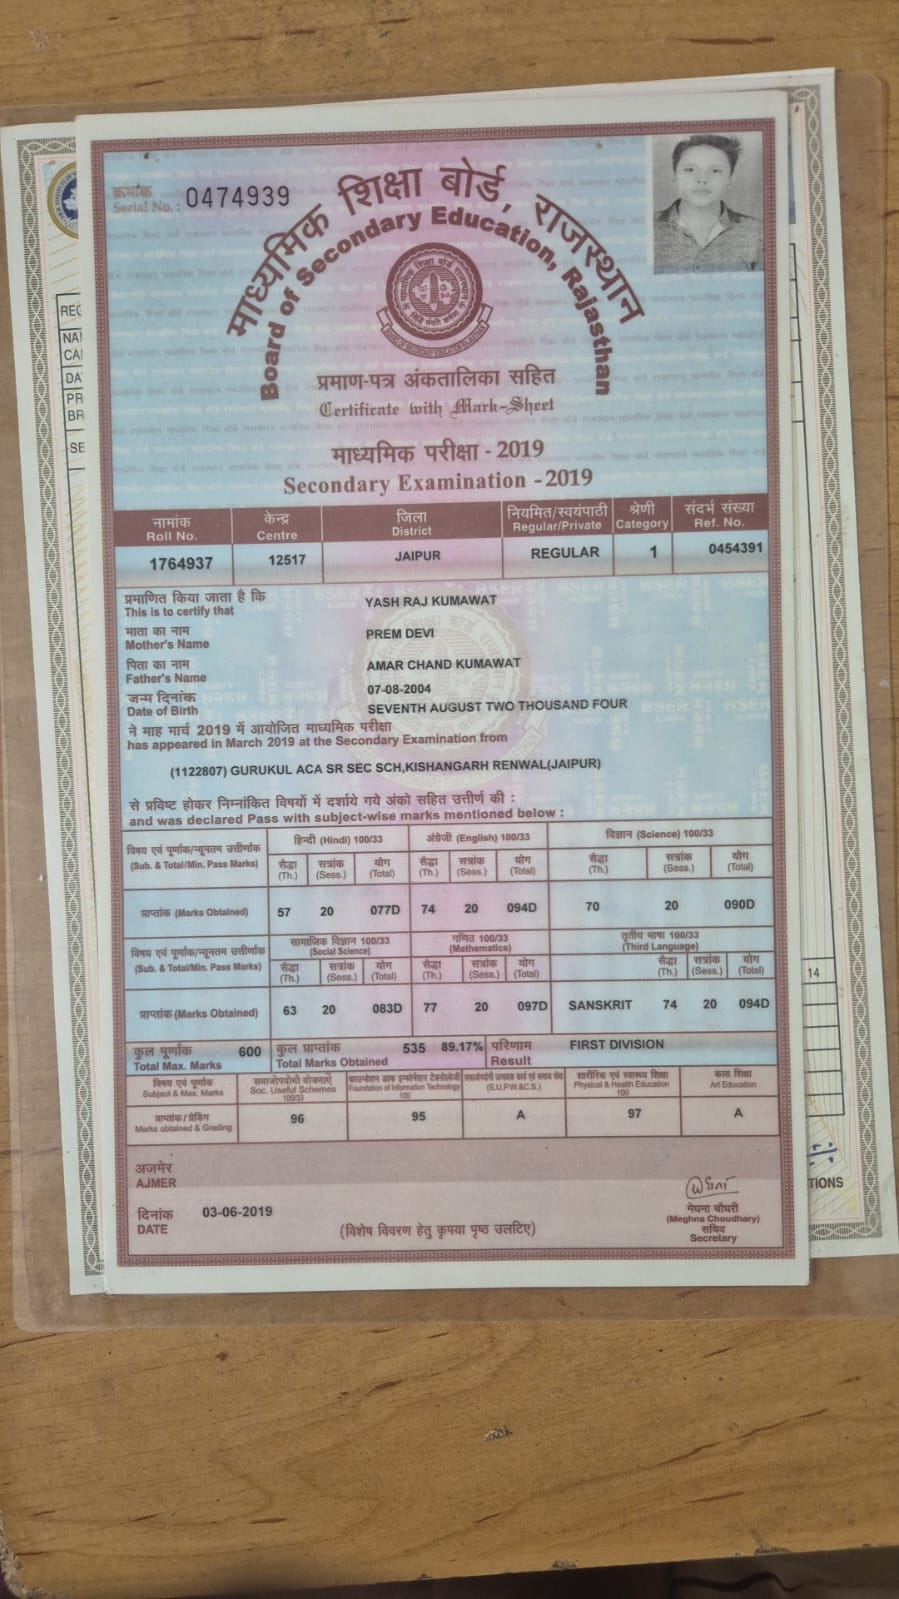 क्रमांक
Serial No. : 0474939
माध्यमिक शिक्षा बोर्ड, राजस्थान
Board of Secondary Education, Rajasthan
प्रमाण-पत्र अंकतालिका सहित
Certificate with Mark-Sheet
माध्यमिक परीक्षा - 2019
Secondary Examination - 2019
नामांक केन्द्र जिला नियमित/स्वयंपाठी श्रेणी संदर्भ संख्या
Roll No. Centre District Regular/Private Category Ref. No.
1764937 12517 JAIPUR REGULAR 1 0454391
प्रमाणित किया जाता है कि
This is to certify that YASH RAJ KUMAWAT
माता का नाम
Mother's Name PREM DEVI
पिता का नाम
Father's Name AMAR CHAND KUMAWAT
जन्म दिनांक 07-08-2004
Date of Birth SEVENTH AUGUST TWO THOUSAND FOUR
ने माह मार्च 2019 में आयोजित माध्यमिक परीक्षा
has appeared in March 2019 at the Secondary Examination from
(1122807) GURUKUL ACA SR SEC SCH,KISHANGARH RENWAL(JAIPUR)
से प्रविष्ट होकर निम्नांकित विषयों में दर्शाये गये अंको सहित उत्तीर्ण की :
and was declared Pass with subject-wise marks mentioned below :
विषय एवं पूर्णांक/न्यूनतम उत्तीर्णांक हिन्दी (Hindi) 100/33 अंग्रेजी (English) 100/33 विज्ञान (Science) 100/33
(Sub. & Total/Min. Pass Marks) सैद्धा सत्रांक योग सैद्धा सत्रांक योग सैद्धा सत्रांक योग
(Th.) (Sess.) (Total) (Th.) (Sess.) (Total) (Th.) (Sess.) (Total)
प्राप्तांक (Marks Obtained) 57 20 077D 74 20 094D 70 20 090D
विषय एवं पूर्णांक/न्यूनतम उत्तीर्णांक सामाजिक विज्ञान 100/33 गणित 100/33 तृतीय भाषा 100/33
(Social Science) (Mathematics) (Third Language)
(Sub. & Total/Min. Pass Marks) सैद्धा सत्रांक योग सैद्धा सत्रांक योग सैद्धा सत्रांक योग
(Th.) (Sess.) (Total) (Th.) (Sess.) (Total) (Th.) (Sess.) (Total)
प्राप्तांक (Marks Obtained) 63 20 083D 77 20 097D SANSKRIT 74 20 094D
कुल पूर्णांक 600 कुल प्राप्तांक 535 89.17% परिणाम FIRST DIVISION
Total Max. Marks Total Marks Obtained Result
विषय एवं पूर्णांक समाजोपयोगी योजनाएँ फाउन्डेशन आफ इन्फोर्मेशन टेक्नोलोजी शारीरिक एवं स्वास्थ्य शिक्षा कला शिक्षा
Subject & Max. Marks Soc. Useful Schemes Foundation of Information Technology (S.U.P.W.&C.S.) Physical & Health Education Art Education
100/33 100 100
प्राप्तांक / ग्रेडिंग
Marks obtained & Grading 96 95 A 97 A
अजमेर
AJMER
दिनांक 03-06-2019
DATE
(विशेष विवरण हेतु कृपया पृष्ठ उलटिए)
मेघना चौधरी
(Meghna Choudhary)
सचिव
Secretary
14
TIONS
REG
NA
CA
DA
PR
BR
SE